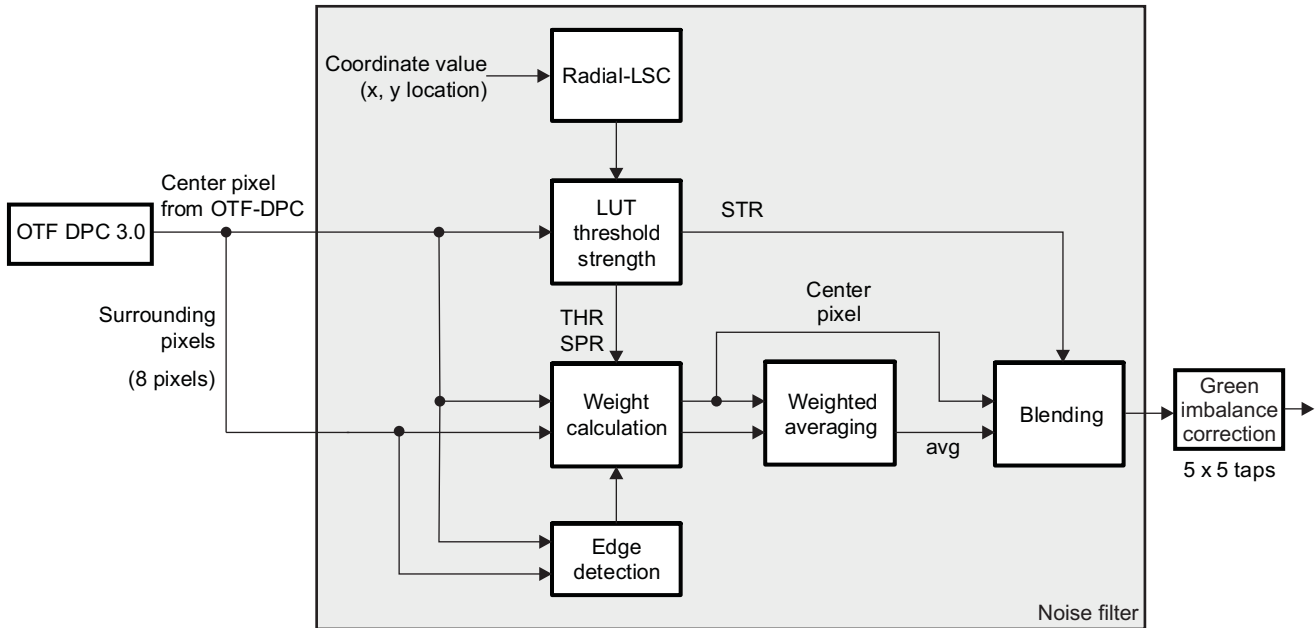 Coordinate value
(x, y location)
Radial-LSC
Center pixel
from OTF-DPC
OTF DPC 3.0
LUT
threshold
strength
STR
Surrounding
pixels
(8 pixels)
THR
SPR
Center
pixel
Weight
calculation
Weighted
averaging
avg
Blending
Green
imbalance
correction
5 x 5 taps
Edge
detection
Noise filter